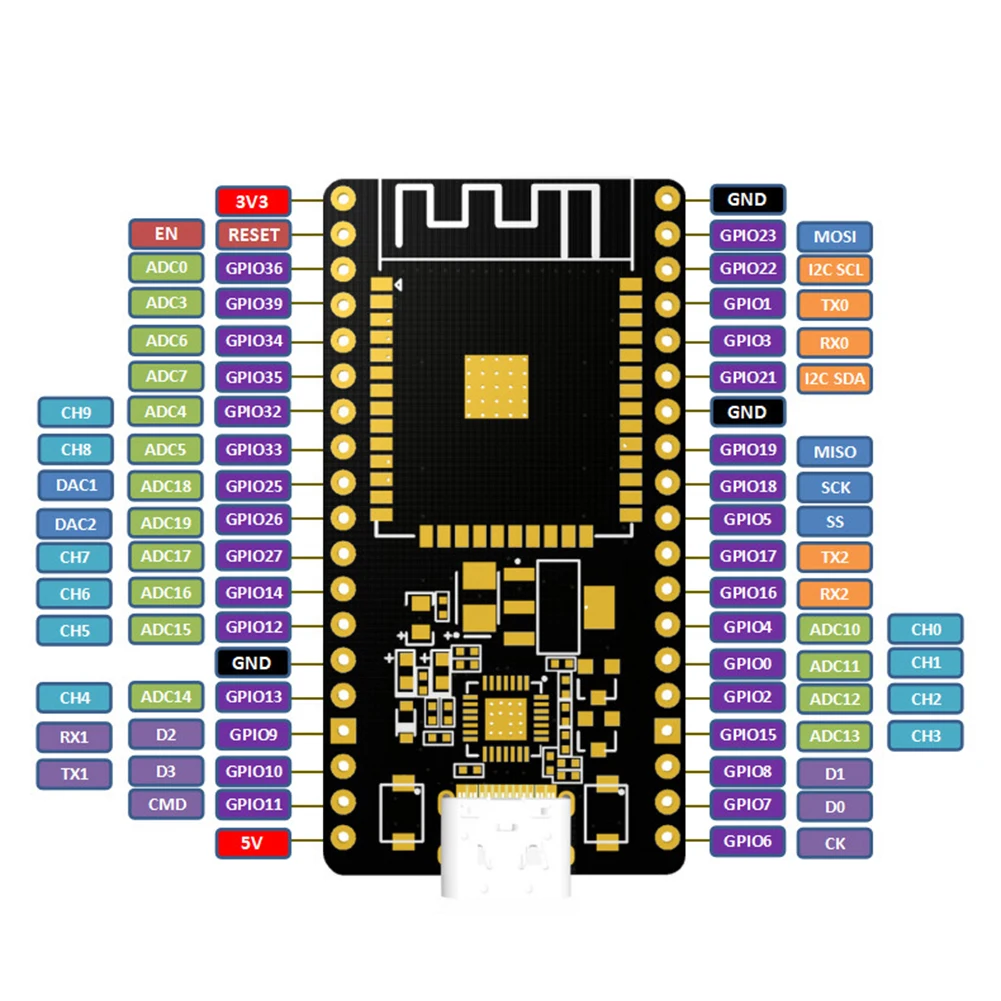 3V3
EN RESET
ADC0 GPIO36
ADC3 GPIO39
ADC6 GPIO34
ADC7 GPIO35
CH9 ADC4 GPIO32
CH8 ADC5 GPIO33
DAC1 ADC18 GPIO25
DAC2 ADC19 GPIO26
CH7 ADC17 GPIO27
CH6 ADC16 GPIO14
CH5 ADC15 GPIO12
GND
CH4 ADC14 GPIO13
RX1 D2 GPIO9
TX1 D3 GPIO10
CMD GPIO11
5V
GND
GPIO23 MOSI
GPIO22 I2C SCL
GPIO1 TX0
GPIO3 RX0
GPIO21 I2C SDA
GND
GPIO19 MISO
GPIO18 SCK
GPIO5 SS
GPIO17 TX2
GPIO16 RX2
GPIO4 ADC10 CH0
GPIO0 ADC11 CH1
GPIO2 ADC12 CH2
GPIO15 ADC13 CH3
GPIO8 D1
GPIO7 D0
GPIO6 CK